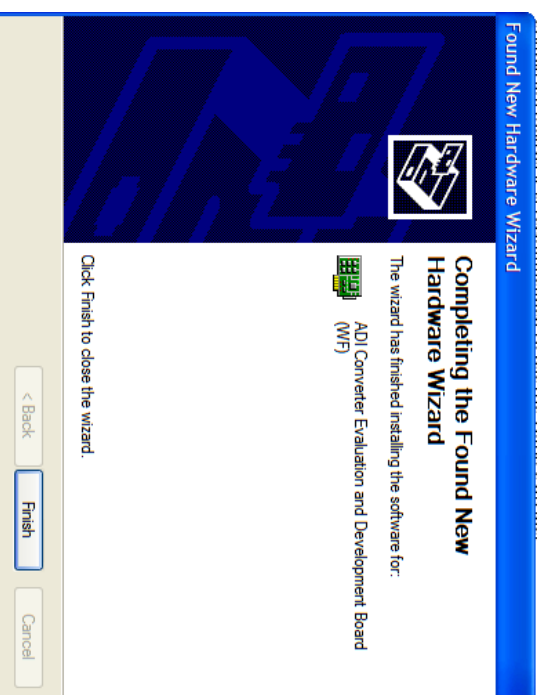 Found New Hardware Wizard
Completing the Found New
Hardware Wizard
The wizard has finished installing the software for:
ADI Converter Evaluation and Development Board
(WF)
Click Finish to close the wizard.
< Back
Finish
Cancel